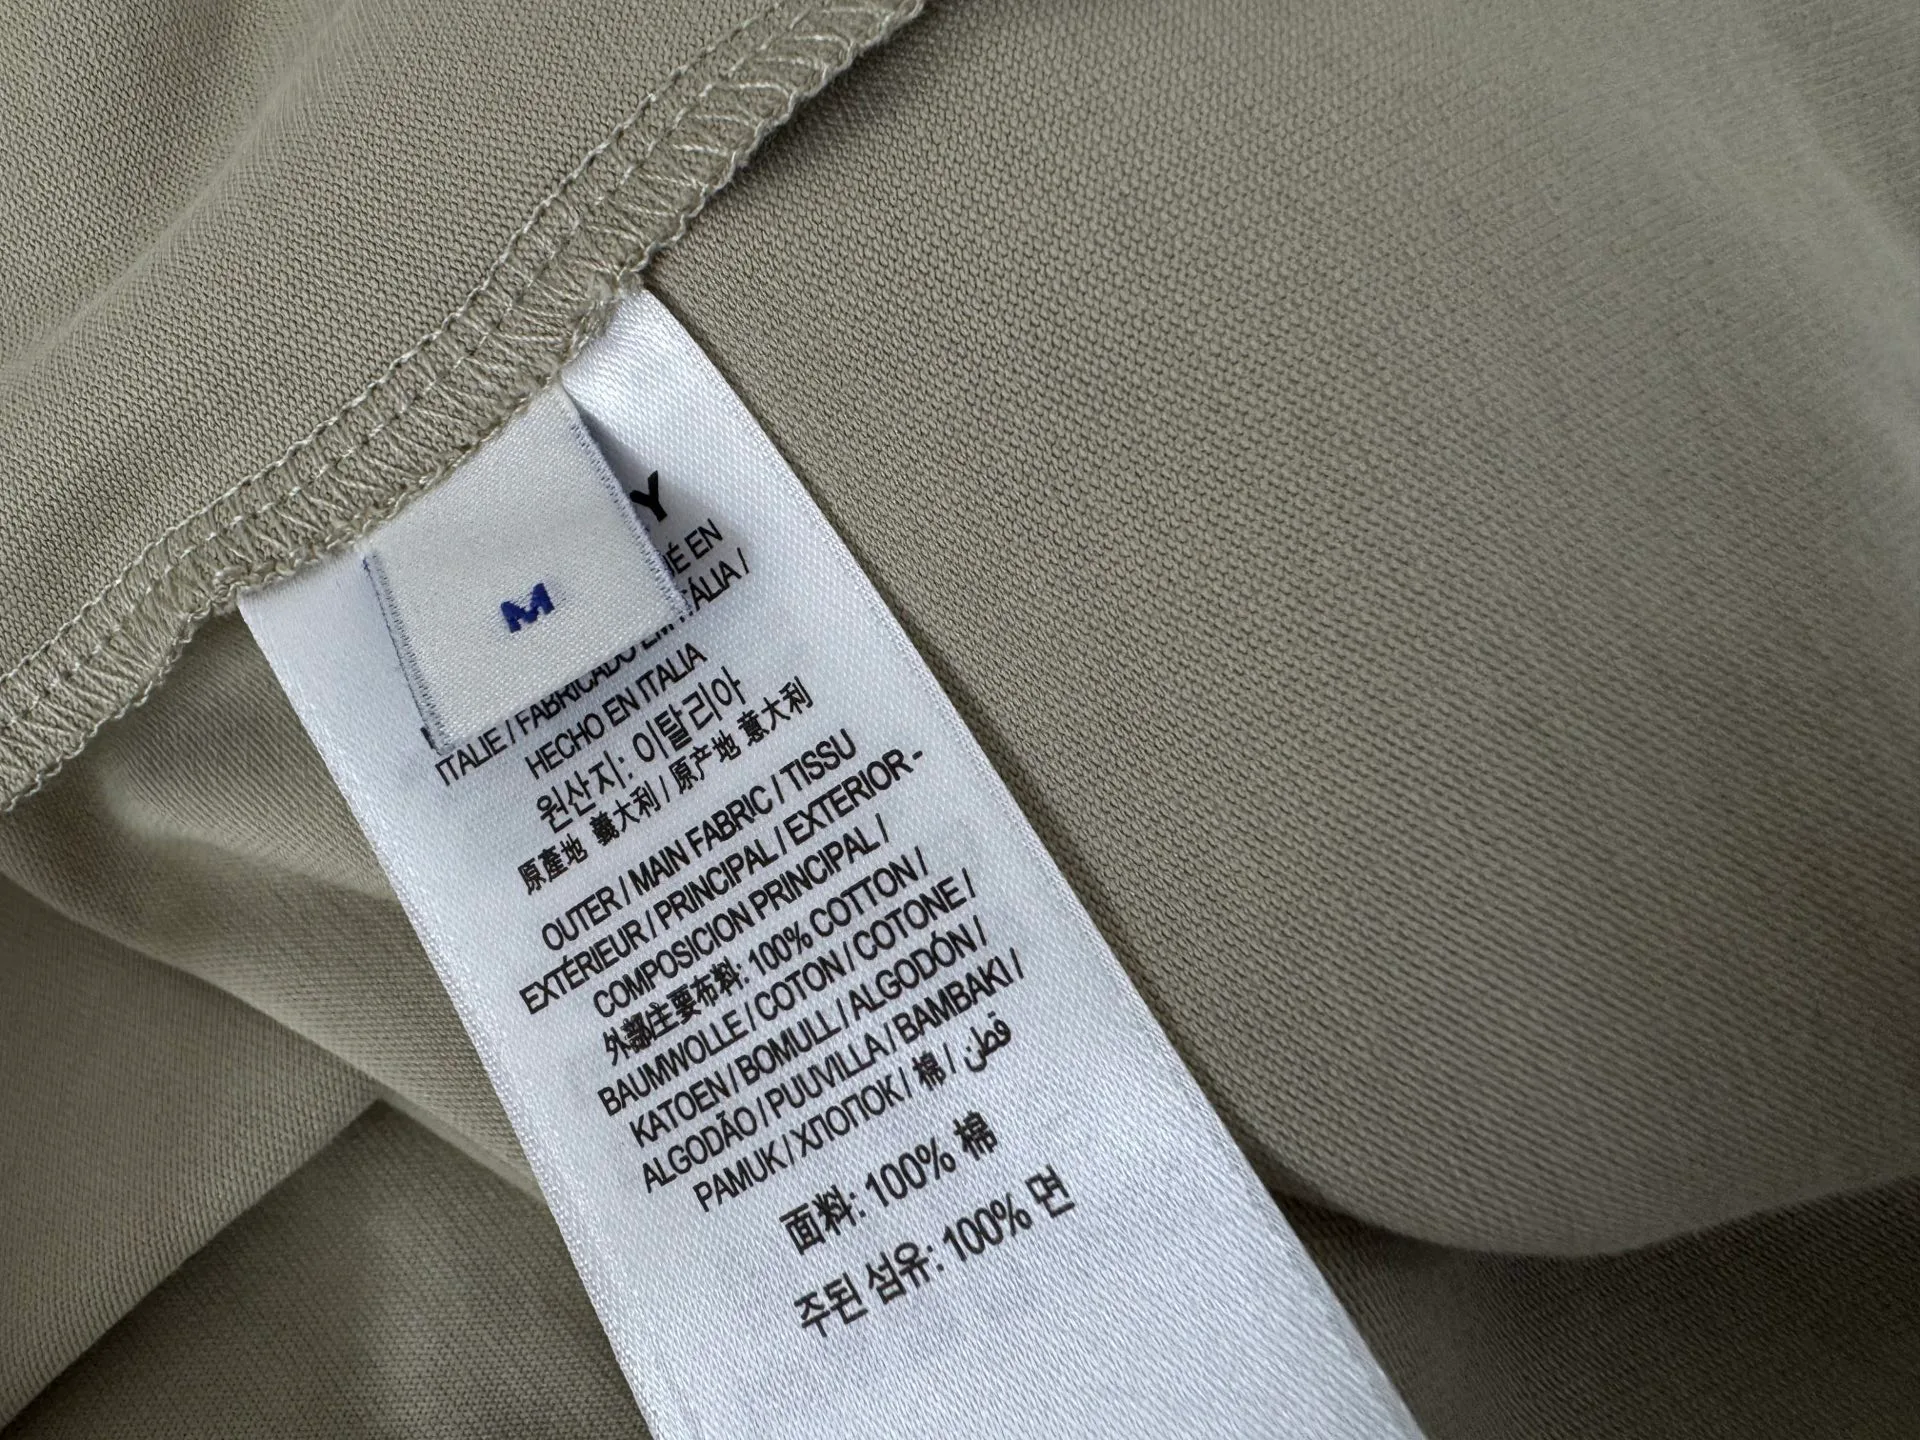 Y
M
É EN
ÁLIA /
ITALIE / FABRICADO EM
HECHO EN ITALIA
원산지: 이탈리아
原產地 義大利 / 原产地 意大利
OUTER / MAIN FABRIC / TISSU
EXTÉRIEUR / PRINCIPAL / EXTERIOR -
COMPOSICION PRINCIPAL /
外部主要布料: 100% COTTON /
BAUMWOLLE / COTON / COTONE /
KATOEN / BOMULL / ALGODÓN /
ALGODÃO / PUUVILLA / BAMBAKI /
PAMUK / ХЛОПОК / 棉 / قطن
面料: 100% 棉
주된 섬유: 100% 면